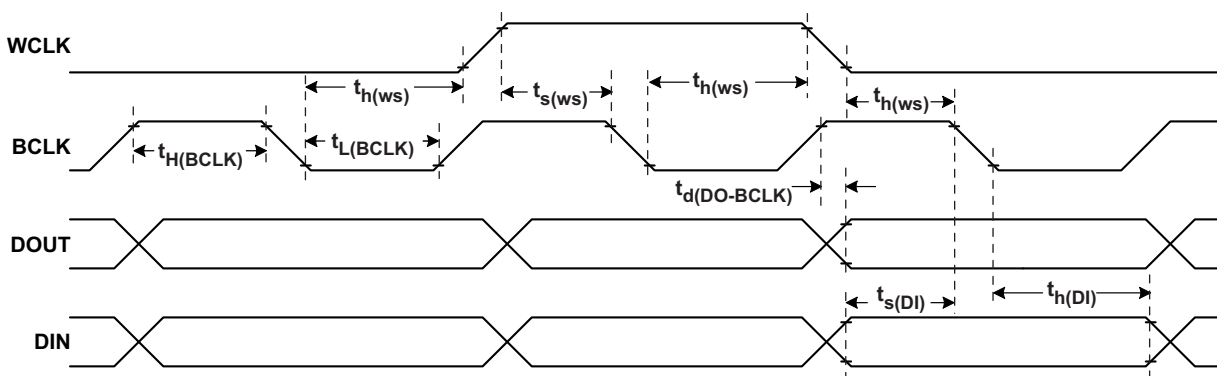 WCLK
t_h(ws) t_s(ws) t_h(ws) t_h(ws)
BCLK
t_H(BCLK) t_L(BCLK)
t_d(DO-BCLK)
DOUT
t_s(DI) t_h(DI)
DIN